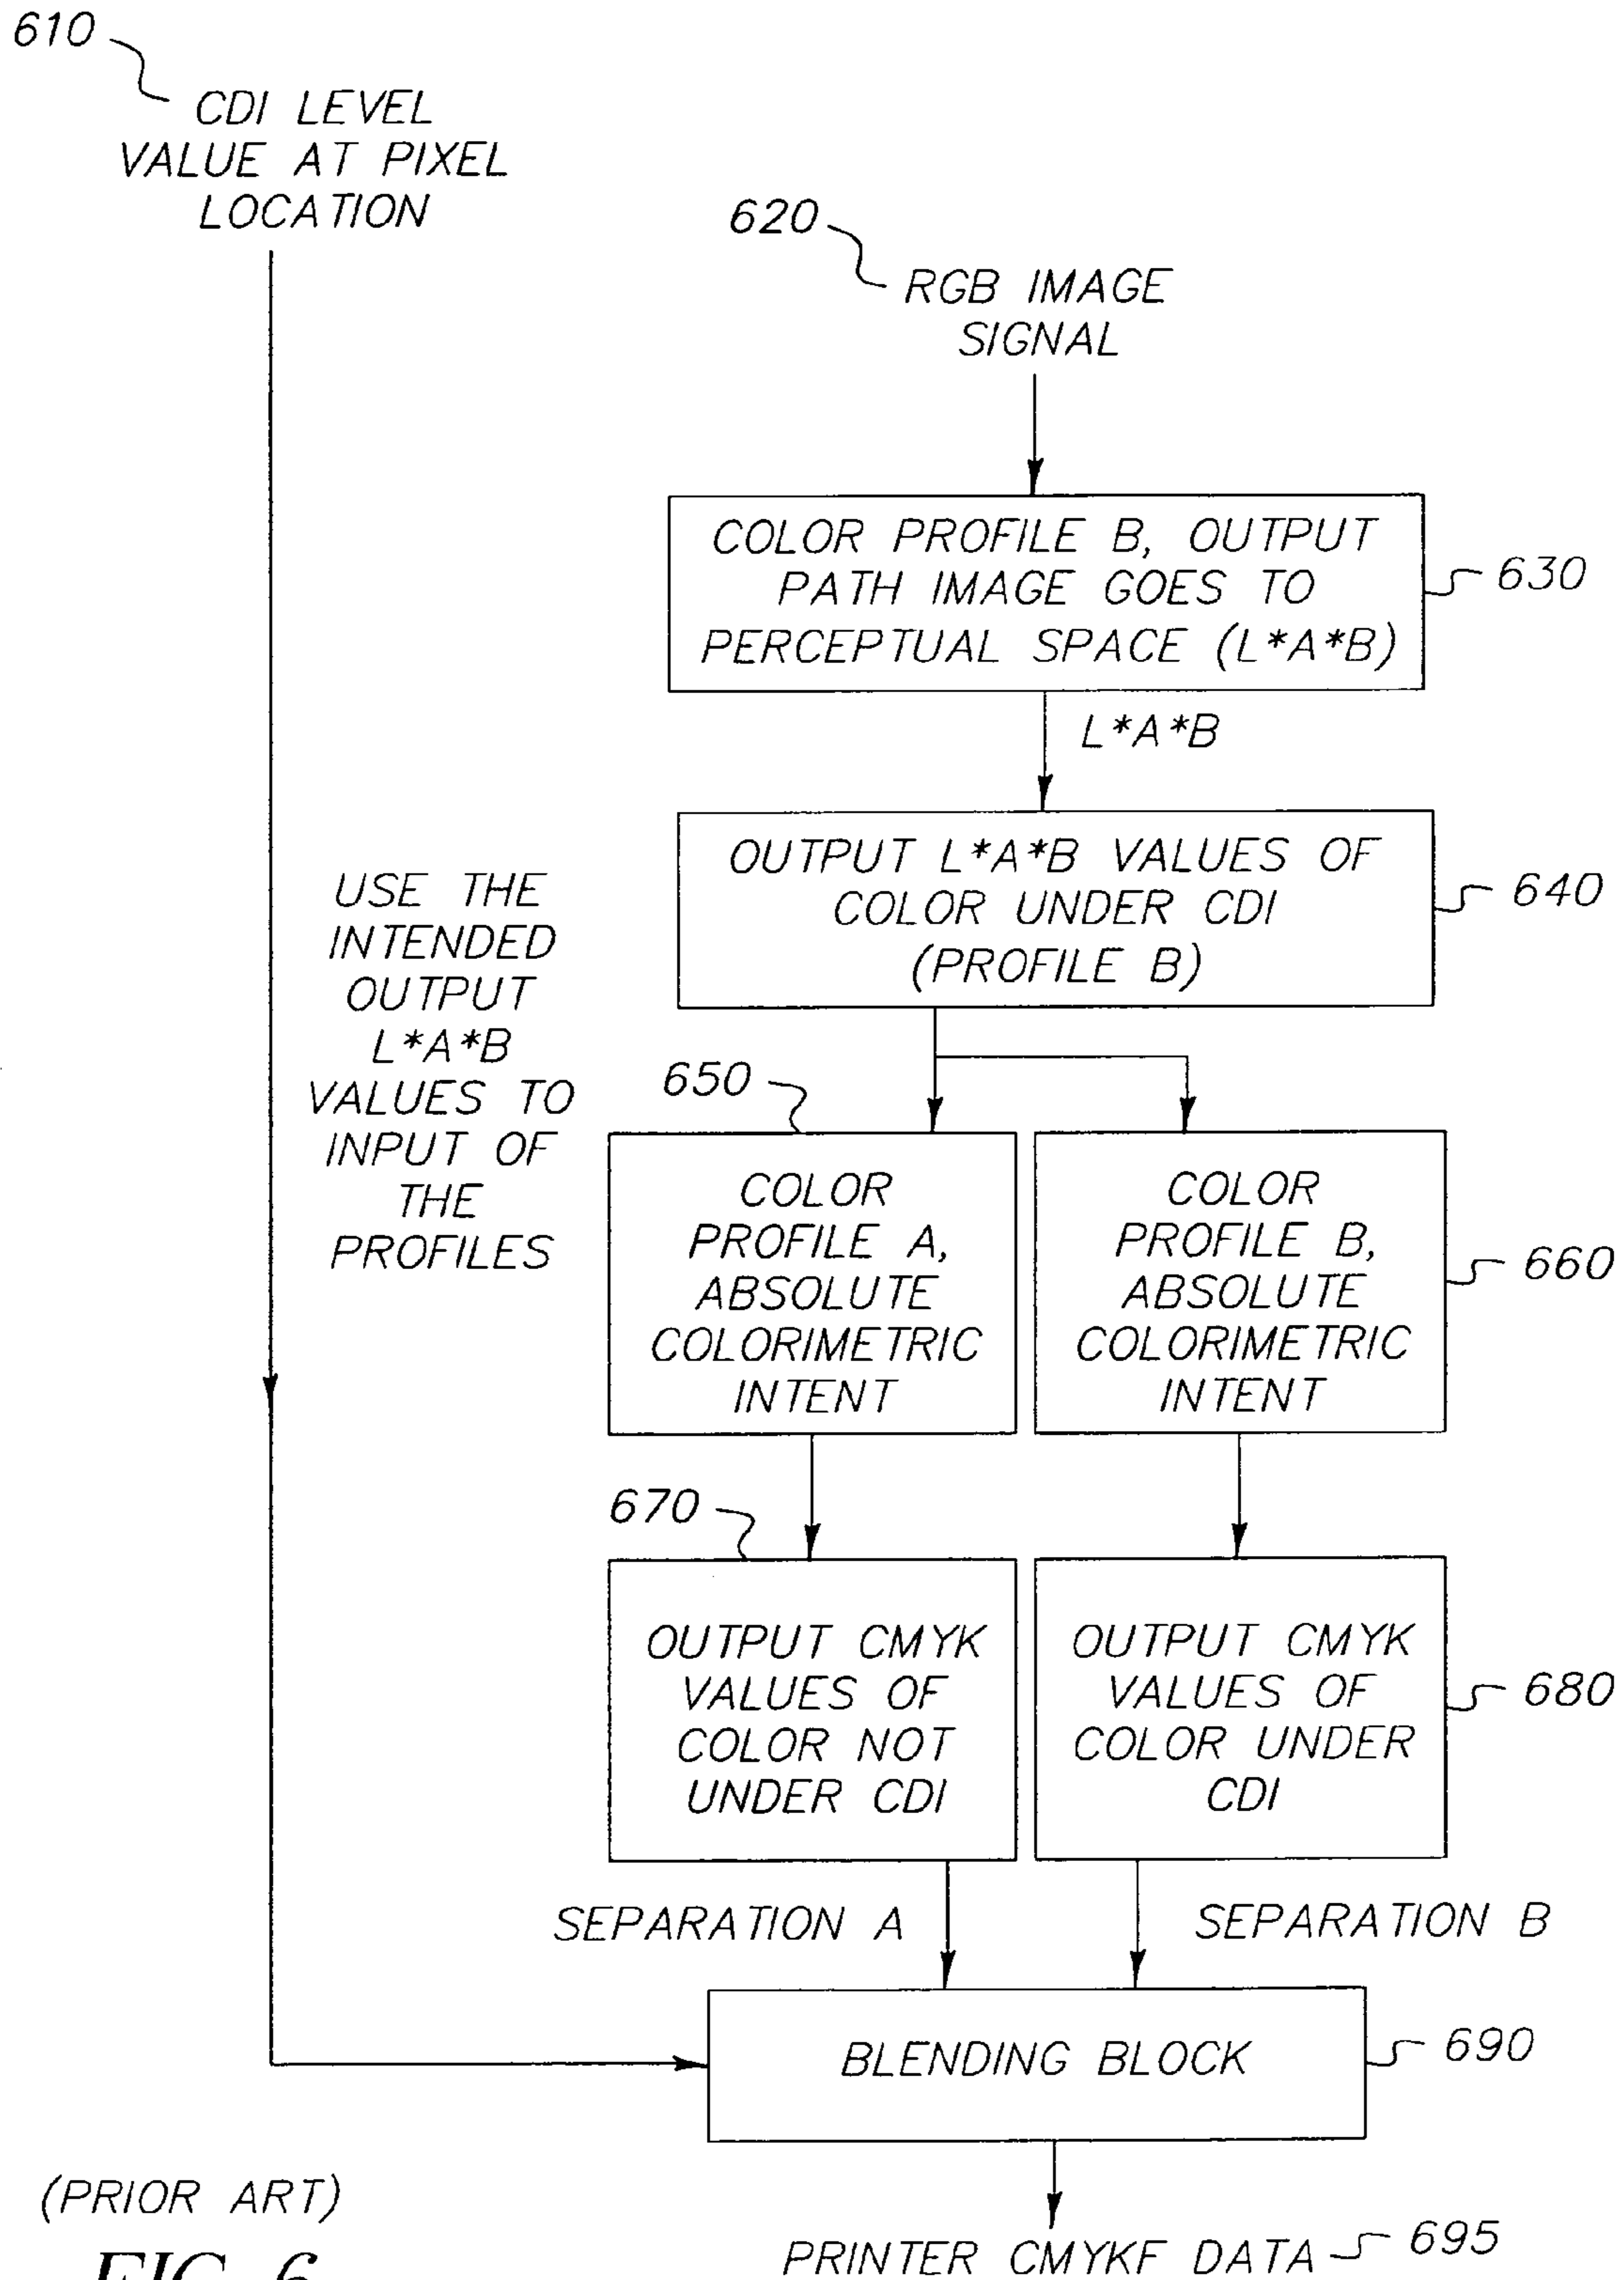 610
CDI LEVEL
VALUE AT PIXEL
LOCATION
620
RGB IMAGE
SIGNAL
COLOR PROFILE B, OUTPUT
PATH IMAGE GOES TO
PERCEPTUAL SPACE (L*A*B)
630
L*A*B
OUTPUT L*A*B VALUES OF
COLOR UNDER CDI
(PROFILE B)
640
USE THE
INTENDED
OUTPUT
L*A*B
VALUES TO
INPUT OF
THE
PROFILES
650
COLOR
PROFILE A,
ABSOLUTE
COLORIMETRIC
INTENT
COLOR
PROFILE B,
ABSOLUTE
COLORIMETRIC
INTENT
660
670
OUTPUT CMYK
VALUES OF
COLOR NOT
UNDER CDI
OUTPUT CMYK
VALUES OF
COLOR UNDER
CDI
680
SEPARATION A
SEPARATION B
BLENDING BLOCK
690
(PRIOR ART)
FIG. 6
PRINTER CMYKF DATA
695